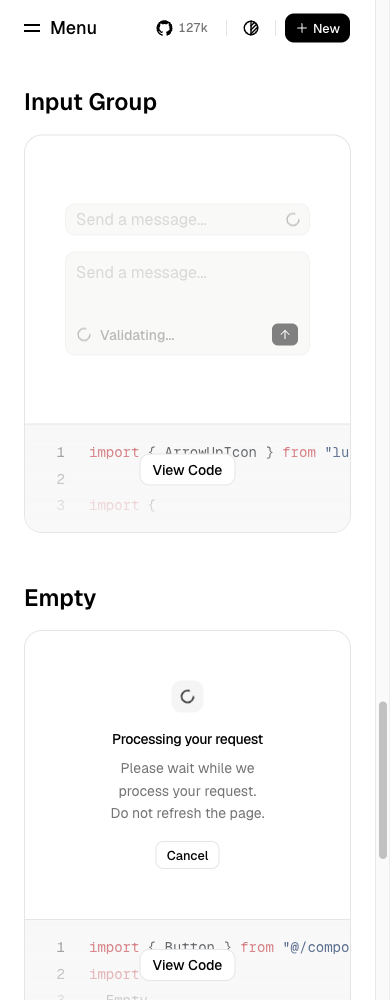 Menu
127k
New
Input Group
Send a message...
Send a message...
Validating...
1 import { ArrowUpIcon } from "lu
View Code
2
3 import {
Empty
Processing your request
Please wait while we
process your request.
Do not refresh the page.
Cancel
1 import { Button } from "@/compo
View Code
2 import
3 Empty